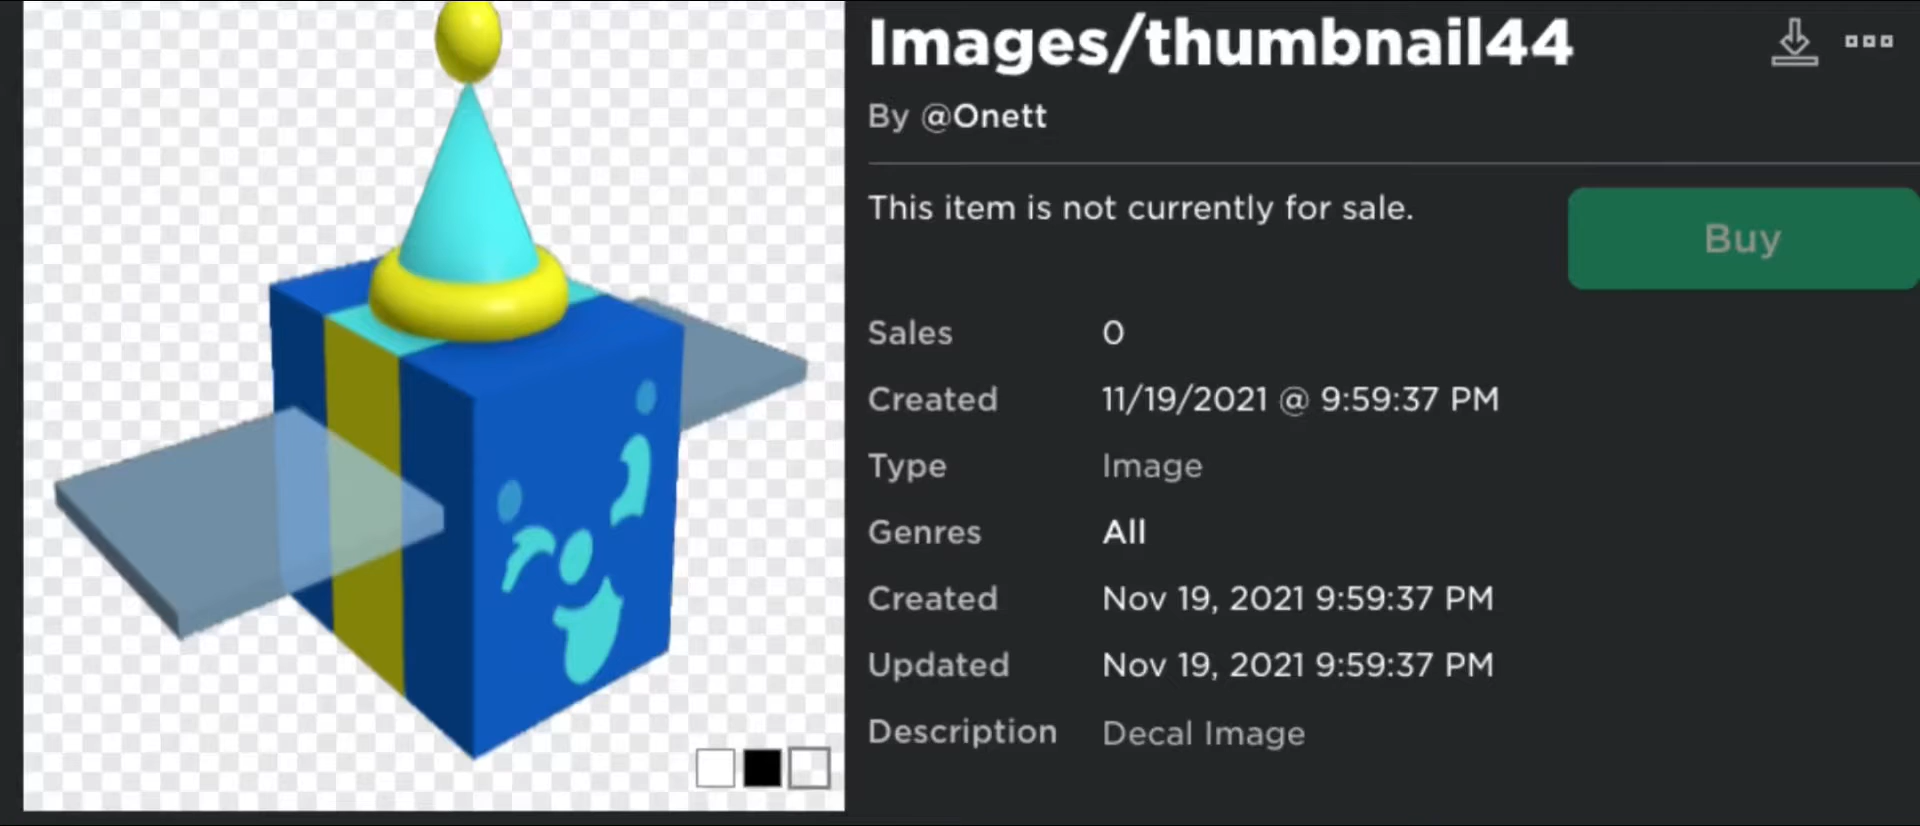 Images/thumbnail44
By @Onett
This item is not currently for sale.
Buy
Sales 0
Created 11/19/2021 @ 9:59:37 PM
Type Image
Genres All
Created Nov 19, 2021 9:59:37 PM
Updated Nov 19, 2021 9:59:37 PM
Description Decal Image